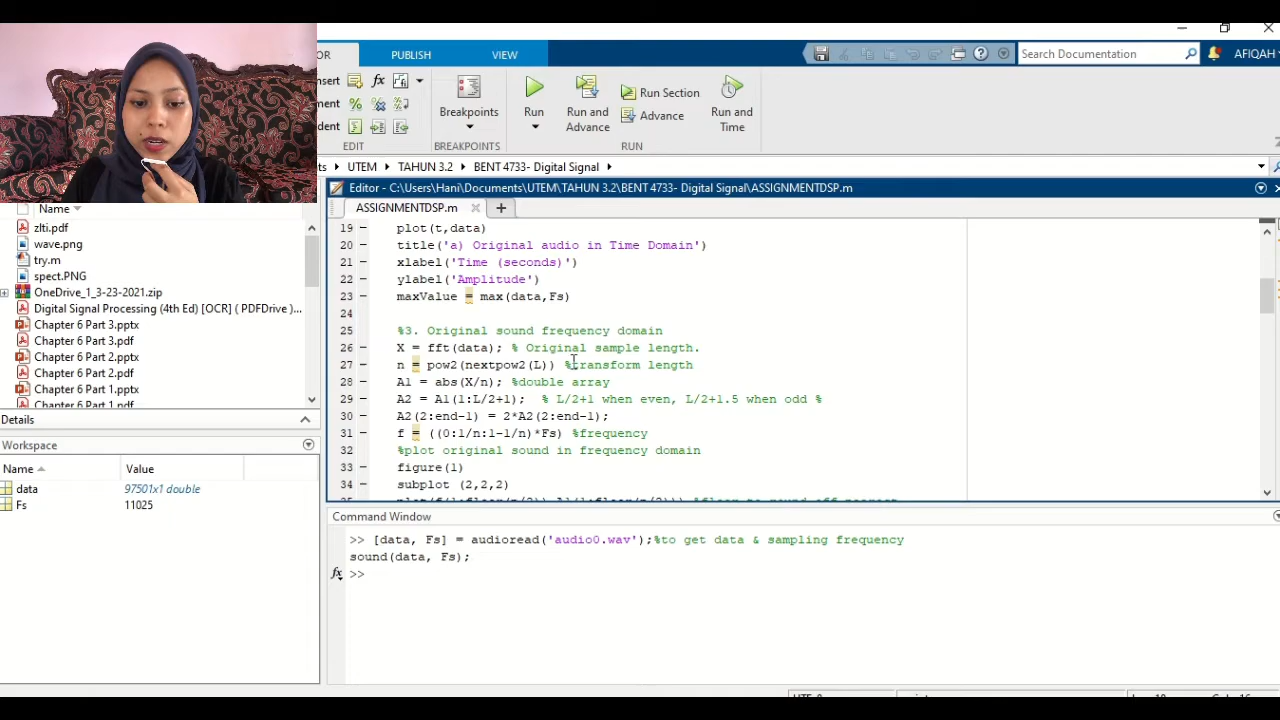 OR PUBLISH VIEW
Search Documentation AFIQAH
nsert
ment
dent
EDIT
Breakpoints
BREAKPOINTS
Run
Run and
Advance
Run Section
Advance
Run and
Time
RUN
ts UTEM TAHUN 3.2 BENT 4733- Digital Signal
Editor - C:\Users\Hani\Documents\UTEM\TAHUN 3.2\BENT 4733- Digital Signal\ASSIGNMENTDSP.m
ASSIGNMENTDSP.m
Name
zlti.pdf
wave.png
try.m
spect.PNG
OneDrive_1_3-23-2021.zip
Digital Signal Processing (4th Ed) [OCR] ( PDFDrive )...
Chapter 6 Part 3.pptx
Chapter 6 Part 3.pdf
Chapter 6 Part 2.pptx
Chapter 6 Part 2.pdf
Chapter 6 Part 1.pptx
Chapter 6 Part 1.pdf
Details
Workspace
Name Value
data 97501x1 double
Fs 11025
19 – plot(t,data)
20 – title('a) Original audio in Time Domain')
21 – xlabel('Time (seconds)')
22 – ylabel('Amplitude')
23 – maxValue = max(data,Fs)
24
25 %3. Original sound frequency domain
26 – X = fft(data); % Original sample length.
27 – n = pow2(nextpow2(L)) %transform length
28 – A1 = abs(X/n); %double array
29 – A2 = A1(1:L/2+1); % L/2+1 when even, L/2+1.5 when odd %
30 – A2(2:end-1) = 2*A2(2:end-1);
31 – f = ((0:1/n:1-1/n)*Fs) %frequency
32 %plot original sound in frequency domain
33 – figure(1)
34 – subplot (2,2,2)
Command Window
>> [data, Fs] = audioread('audio0.wav');%to get data & sampling frequency
sound(data, Fs);
fx >>